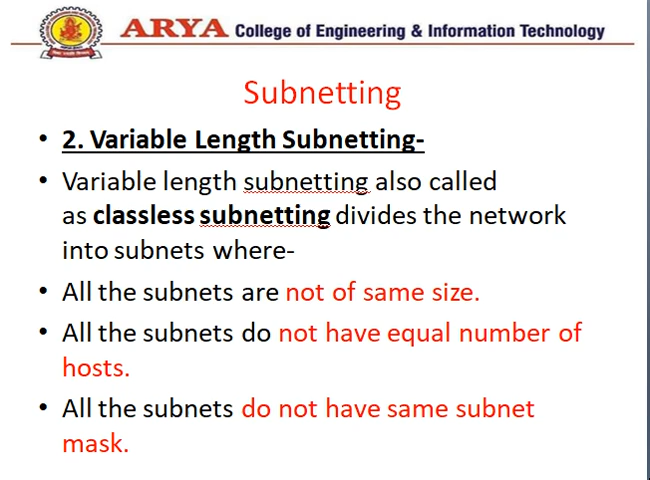 ARYA College of Engineering & Information Technology
Subnetting
• 2. Variable Length Subnetting-
• Variable length subnetting also called
as classless subnetting divides the network
into subnets where-
• All the subnets are not of same size.
• All the subnets do not have equal number of
hosts.
• All the subnets do not have same subnet
mask.